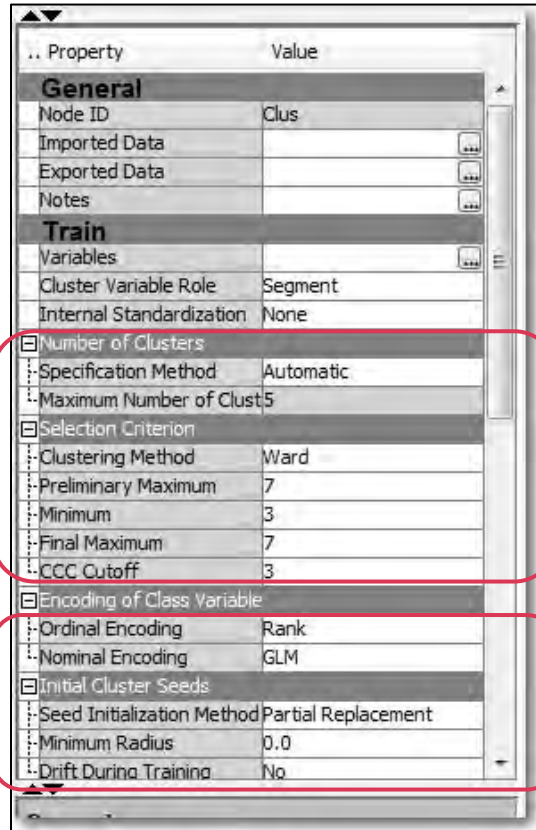 .. Property Value
General
Node ID Clus
Imported Data ...
Exported Data ...
Notes ...
Train
Variables ...
Cluster Variable Role Segment
Internal Standardization None
Number of Clusters
Specification Method Automatic
Maximum Number of Clust 5
Selection Criterion
Clustering Method Ward
Preliminary Maximum 7
Minimum 3
Final Maximum 7
CCC Cutoff 3
Encoding of Class Variable
Ordinal Encoding Rank
Nominal Encoding GLM
Initial Cluster Seeds
Seed Initialization Method Partial Replacement
Minimum Radius 0.0
Drift During Training No